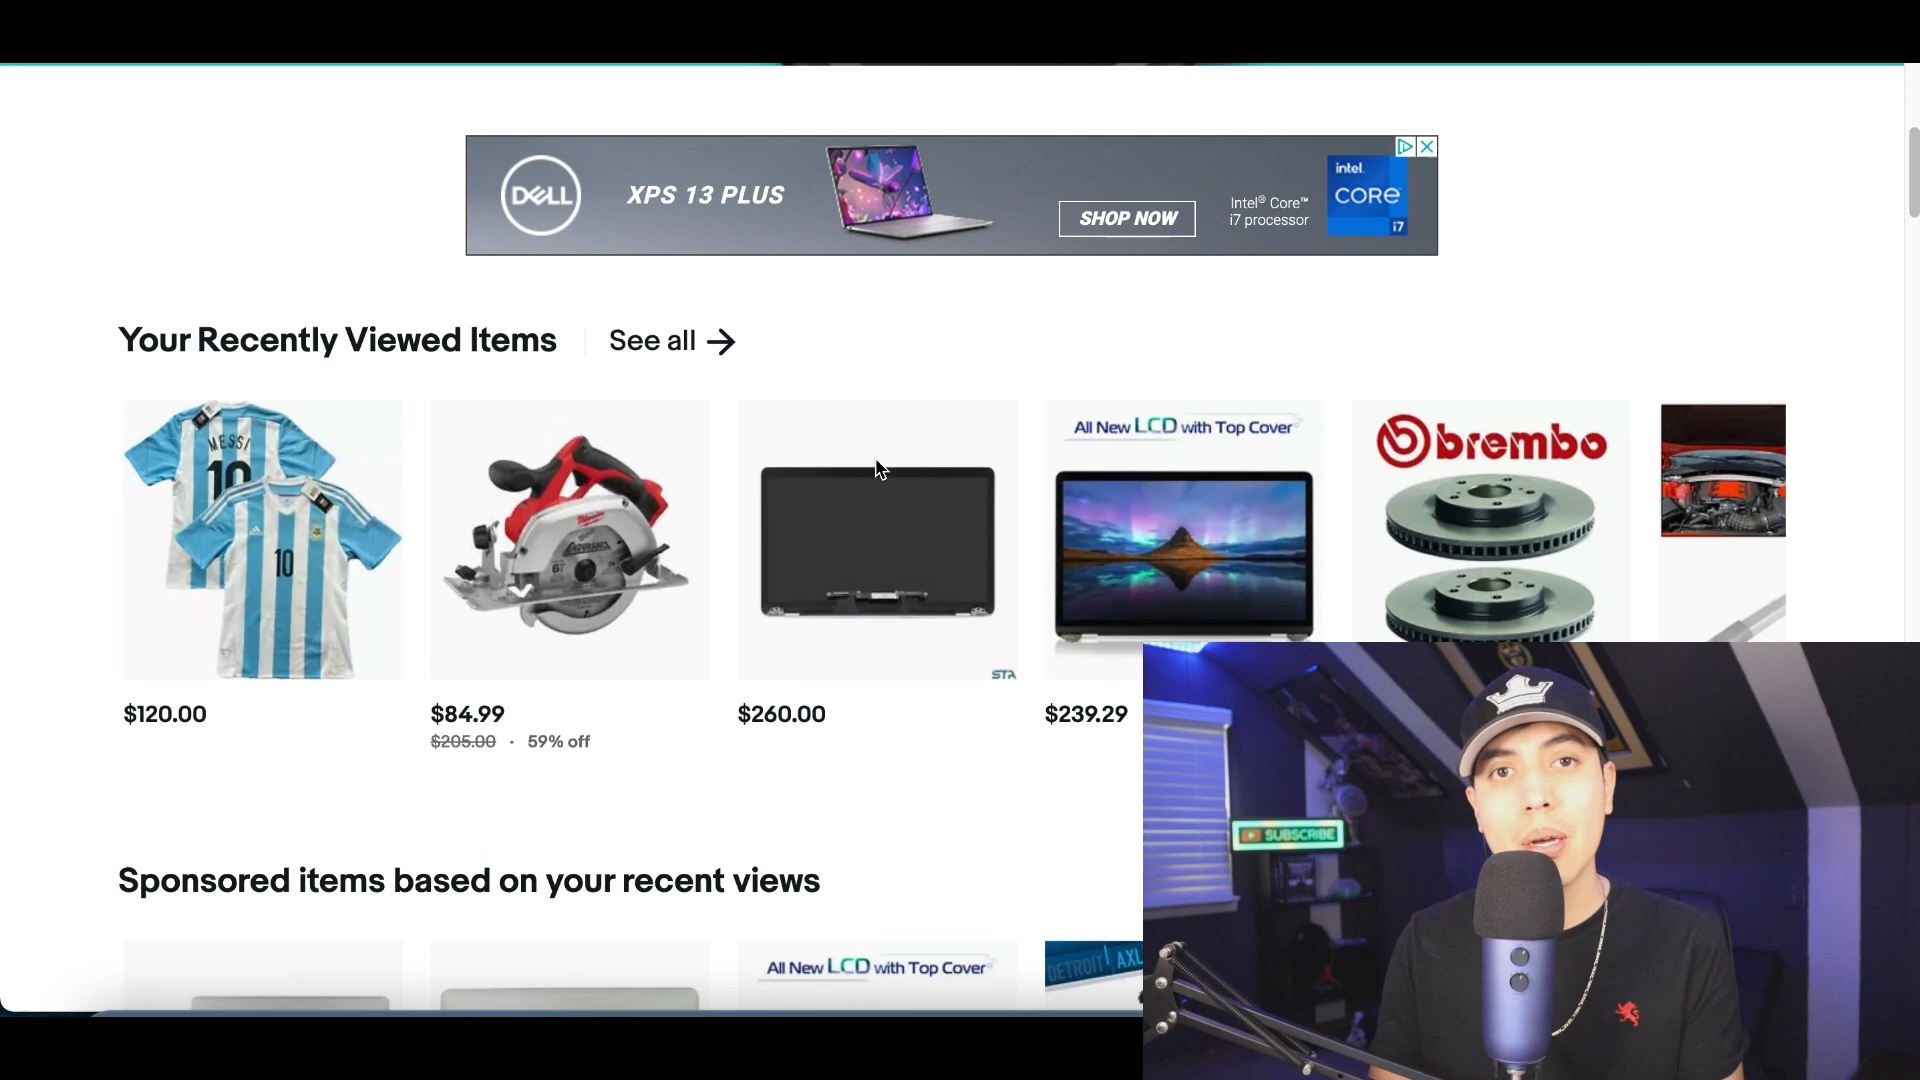 DELL
XPS 13 PLUS
SHOP NOW
Intel® Core™
i7 processor
intel.
CORE
i7
Your Recently Viewed Items
See all →
MESSI
10
10
Milwaukee
All New LCD with Top Cover
brembo
STA
$120.00
$84.99
$205.00 · 59% off
$260.00
$239.29
SUBSCRIBE
Sponsored items based on your recent views
All New LCD with Top Cover
DETROIT AXL